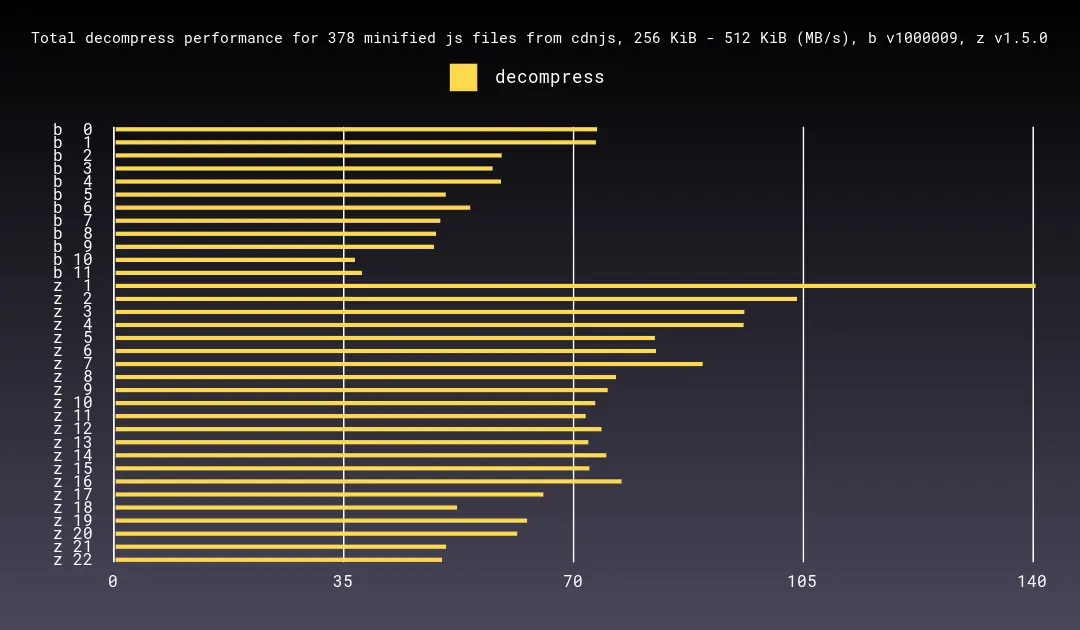 Total decompress performance for 378 minified js files from cdnjs, 256 KiB - 512 KiB (MB/s), b v1000009, z v1.5.0
decompress
b 0
b 1
b 2
b 3
b 4
b 5
b 6
b 7
b 8
b 9
b 10
b 11
z 1
z 2
z 3
z 4
z 5
z 6
z 7
z 8
z 9
z 10
z 11
z 12
z 13
z 14
z 15
z 16
z 17
z 18
z 19
z 20
z 21
z 22
0 35 70 105 140